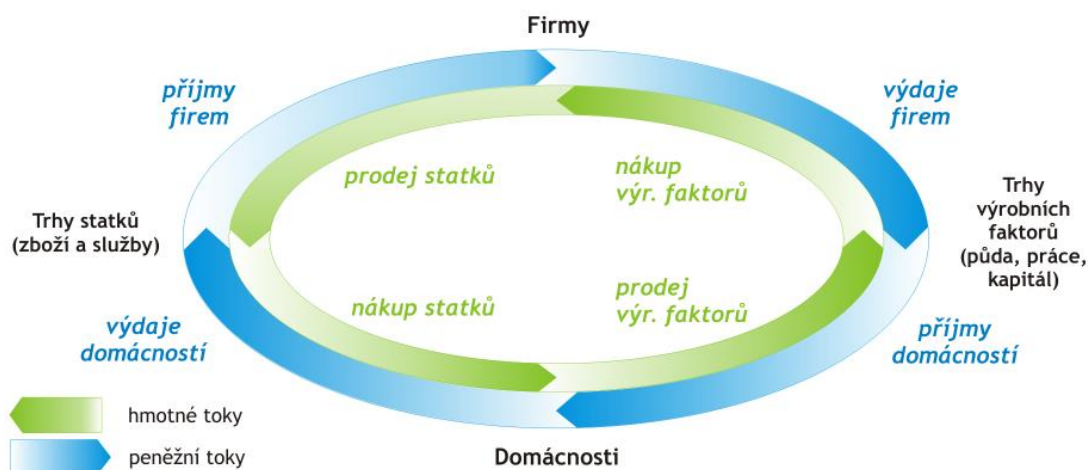 Firmy
příjmy
firem
výdaje
firem
prodej statků
nákup
výr. faktorů
Trhy statků
(zboží a služby)
Trhy
výrobních
faktorů
(půda, práce,
kapitál)
nákup statků
prodej
výr. faktorů
výdaje
domácností
příjmy
domácností
hmotné toky
peněžní toky
Domácnosti